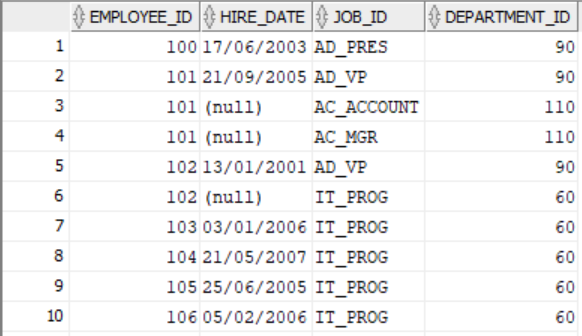 EMPLOYEE_ID HIRE_DATE JOB_ID DEPARTMENT_ID
1 100 17/06/2003 AD_PRES 90
2 101 21/09/2005 AD_VP 90
3 101 (null) AC_ACCOUNT 110
4 101 (null) AC_MGR 110
5 102 13/01/2001 AD_VP 90
6 102 (null) IT_PROG 60
7 103 03/01/2006 IT_PROG 60
8 104 21/05/2007 IT_PROG 60
9 105 25/06/2005 IT_PROG 60
10 106 05/02/2006 IT_PROG 60